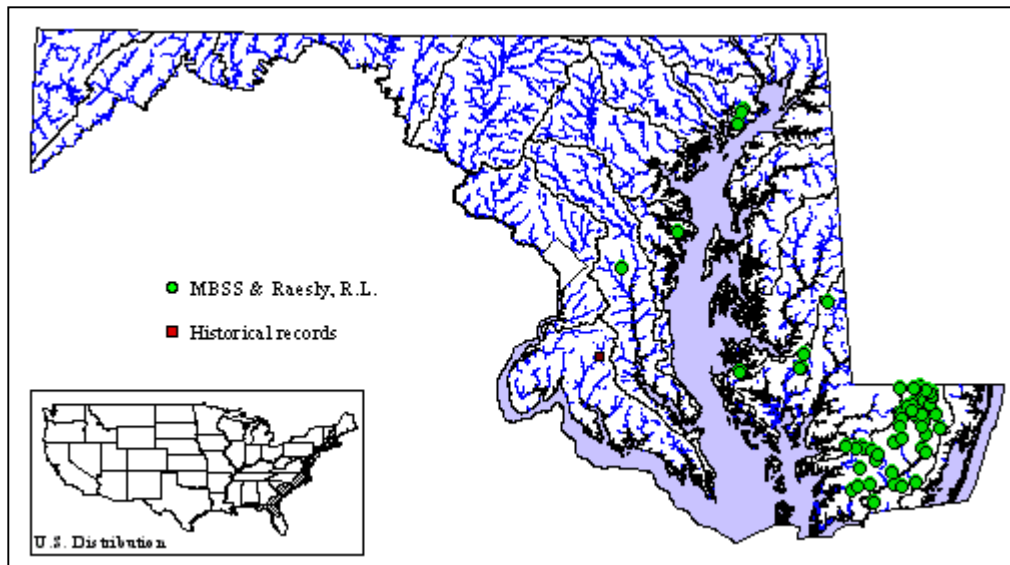 MBSS & Raesly, R.L.
Historical records
U.S. Distribution